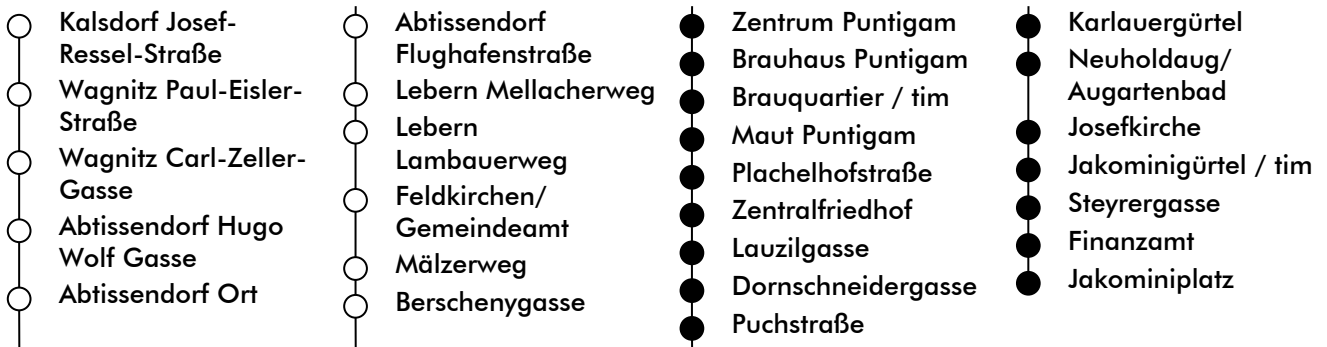 Kalsdorf Josef-
Ressel-Straße
Wagnitz Paul-Eisler-
Straße
Wagnitz Carl-Zeller-
Gasse
Abtissendorf Hugo
Wolf Gasse
Abtissendorf Ort
Abtissendorf
Flughafenstraße
Lebern Mellacherweg
Lebern
Lambauerweg
Feldkirchen/
Gemeindeamt
Mälzerweg
Berschenygasse
Zentrum Puntigam
Brauhaus Puntigam
Brauquartier / tim
Maut Puntigam
Plachelhofstraße
Zentralfriedhof
Lauzilgasse
Dornschneidergasse
Puchstraße
Karlauergürtel
Neuholdaug/
Augartenbad
Josefkirche
Jakominigürtel / tim
Steyrergasse
Finanzamt
Jakominiplatz